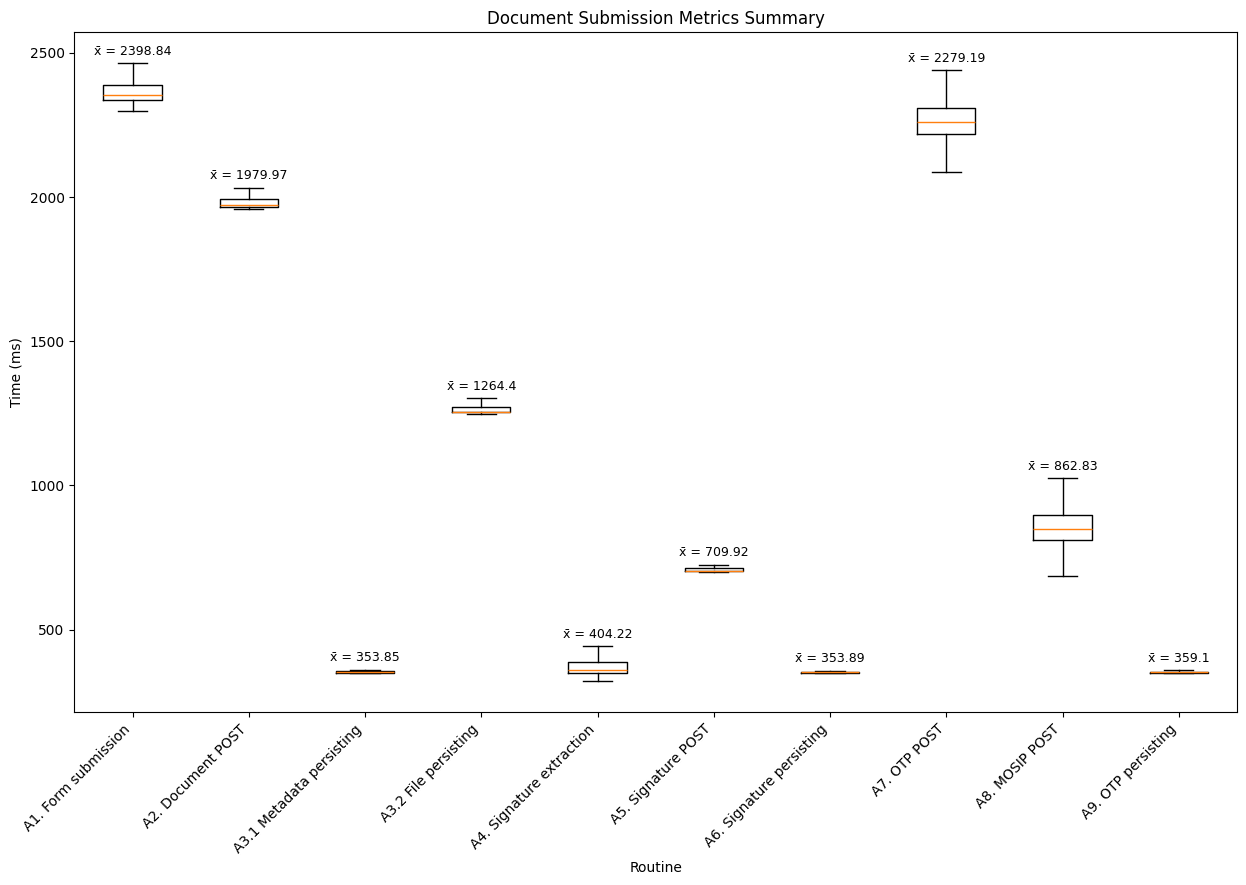 Document Submission Metrics Summary
x̄ = 2398.84
x̄ = 1979.97
x̄ = 353.85
x̄ = 1264.4
x̄ = 404.22
x̄ = 709.92
x̄ = 353.89
x̄ = 2279.19
x̄ = 862.83
x̄ = 359.1
Time (ms)
2500
2000
1500
1000
500
A1. Form submission
A2. Document POST
A3.1 Metadata persisting
A3.2 File persisting
A4. Signature extraction
A5. Signature POST
A6. Signature persisting
A7. OTP POST
A8. MOSIP POST
A9. OTP persisting
Routine